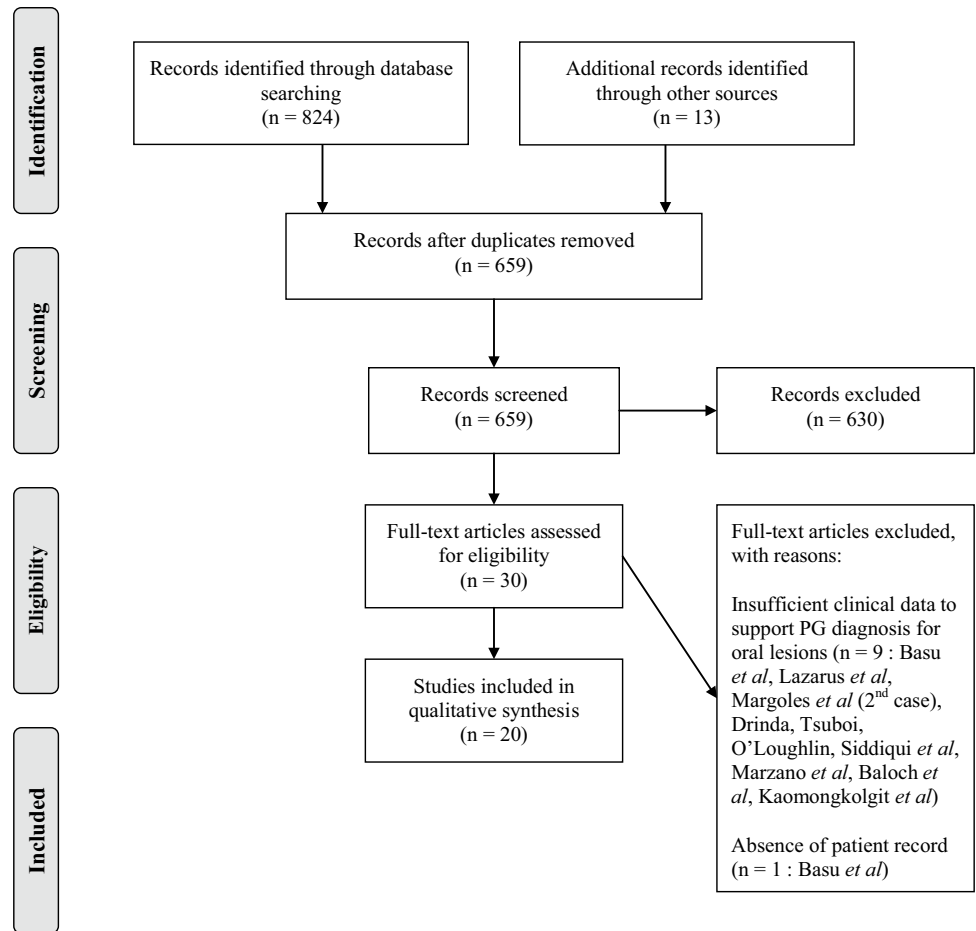 Identification
Records identified through database
searching
(n = 824)
Additional records identified
through other sources
(n = 13)
Records after duplicates removed
(n = 659)
Screening
Records screened
(n = 659)
Records excluded
(n = 630)
Eligibility
Full-text articles assessed
for eligibility
(n = 30)
Full-text articles excluded,
with reasons:
Insufficient clinical data to
support PG diagnosis for
oral lesions (n = 9 : Basu
et al, Lazarus et al,
Margoles et al (2nd case),
Drinda, Tsuboi,
O’Loughlin, Siddiqui et al,
Marzano et al, Baloch et
al, Kaomongkolgit et al)
Absence of patient record
(n = 1 : Basu et al)
Studies included in
qualitative synthesis
(n = 20)
Included